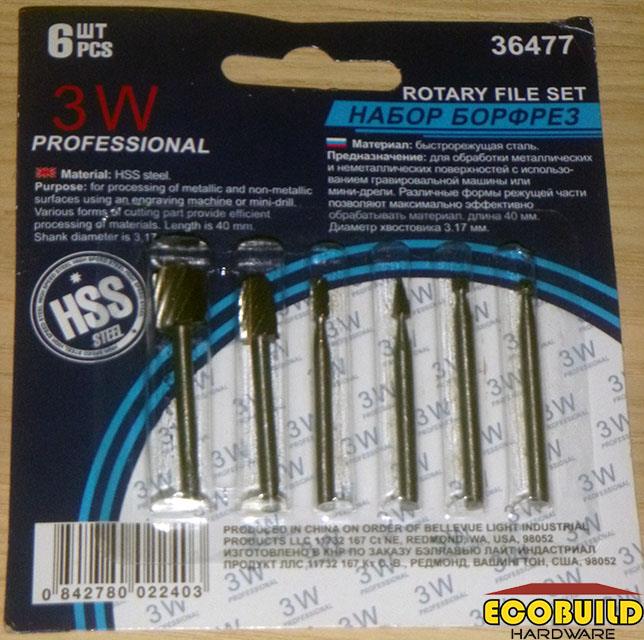 6 ШТ PCS
36477
3W
PROFESSIONAL
ROTARY FILE SET
НАБОР БОРФРЕЗ
Material: HSS steel.
Purpose: for processing of metallic and non-metallic
surfaces using an engraving machine or mini-drill.
Various forms of cutting part provide efficient
processing of materials. Length is 40 mm.
Shank diameter is 3,17
Материал: быстрорежущая сталь.
Предназначение: для обработки металлических
и неметаллических поверхностей с использо-
ванием гравировальной машины или
мини-дрели. Различные формы режущей части
позволяют максимально эффективно
обрабатывать материал. длина 40 мм.
Диаметр хвостовика 3.17 мм.
HIGH SPEED STEEL
HSS
STEEL
3W
PROFESSIONAL
PRODUCED IN CHINA ON ORDER OF BELLEVUE LIGHT INDUSTRIAL
PRODUCTS LLC 11732 167 Ct NE, REDMOND, WA, USA, 98052
ИЗГОТОВЛЕНО В КНР ПО ЗАКАЗУ БЭЛЛАВЬЮ ЛАЙТ ИНДАСТРИАЛ
ПРОДУКТ ЛЛС 11732 167 Кт С. В., РЕДМОНД, ВАШИНГТОН, США, 98052
0 842780 022403
ECOBUILD
HARDWARE